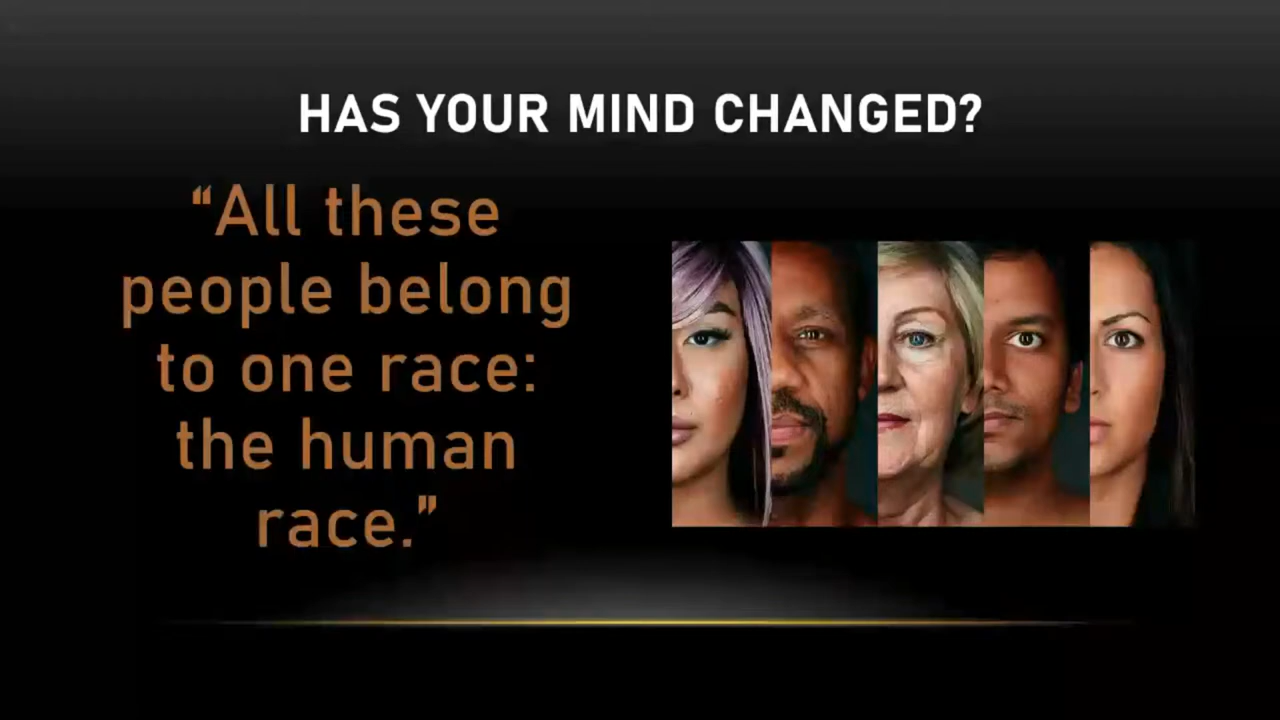 HAS YOUR MIND CHANGED?
“All these
people belong
to one race:
the human
race.”